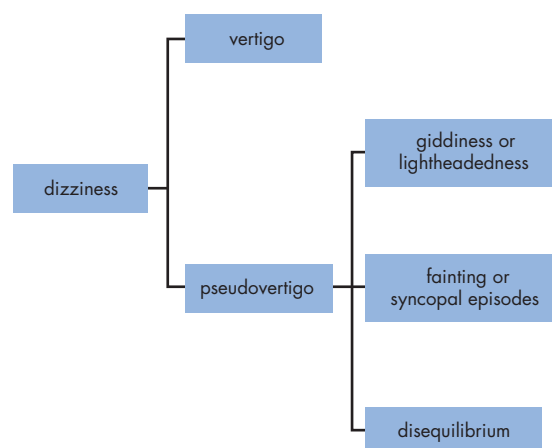 vertigo
giddiness or
lightheadedness
dizziness
pseudovertigo
fainting or
syncopal episodes
disequilibrium